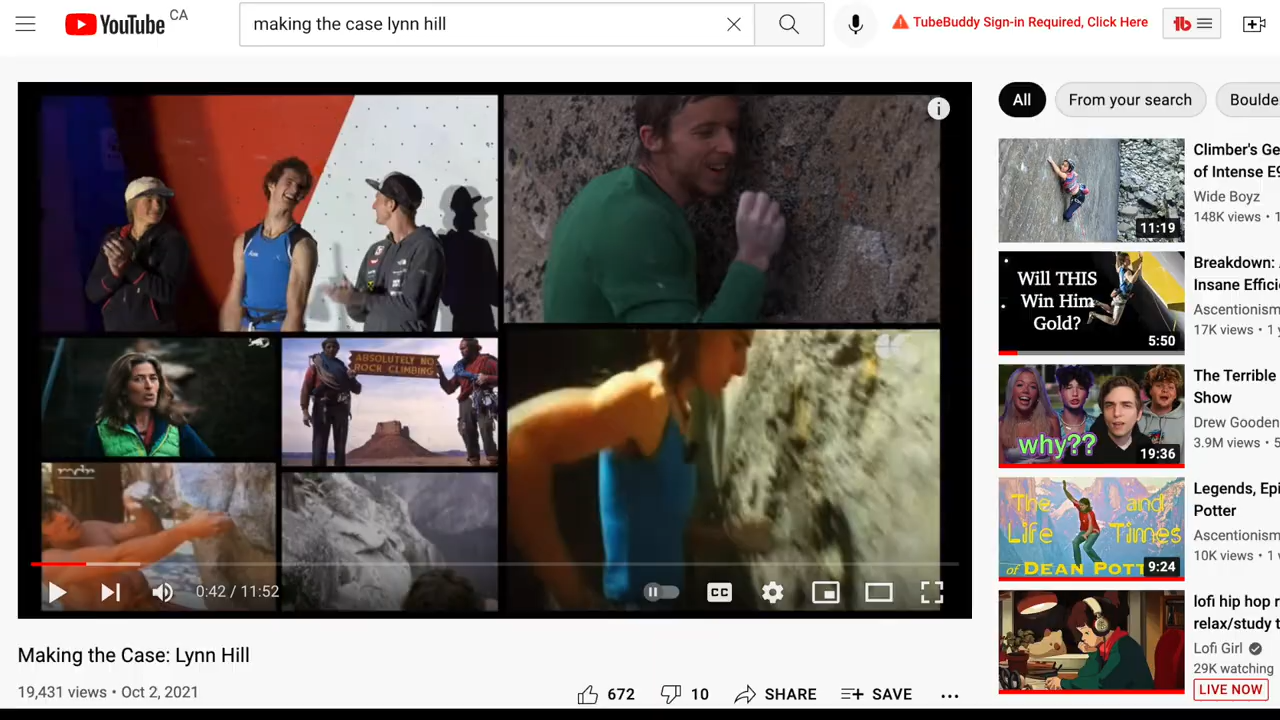 YouTube CA
making the case lynn hill
TubeBuddy Sign-in Required, Click Here
tb
i
ABSOLUTELY NO
ROCK CLIMBING
0:42 / 11:52
CC
Making the Case: Lynn Hill
19,431 views • Oct 2, 2021
672
10
SHARE
SAVE
All
From your search
Boulde
11:19
Climber's Ge
of Intense E9
Wide Boyz
148K views • 1
Will THIS
Win Him
Gold?
5:50
Breakdown:
Insane Effici
Ascentionism
17K views • 1
why??
19:36
The Terrible
Show
Drew Gooden
3.9M views • 5
The and
Life Times
of DEAN POTT
9:24
Legends, Epi
Potter
Ascentionism
10K views • 1
lofi hip hop r
relax/study t
Lofi Girl
29K watching
LIVE NOW